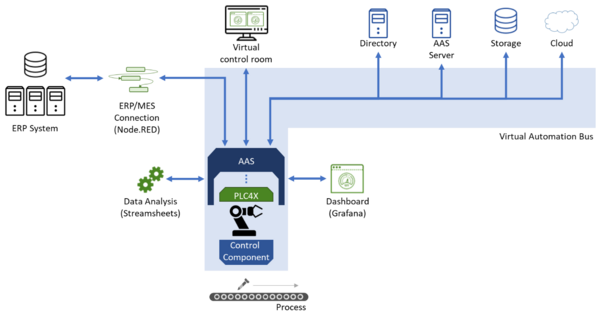 Virtual
control room
Directory
AAS
Server
Storage
Cloud
ERP System
ERP/MES
Connection
(Node.RED)
Virtual Automation Bus
AAS
Data Analysis
(Streamsheets)
PLC4X
Dashboard
(Grafana)
Control
Component
Process